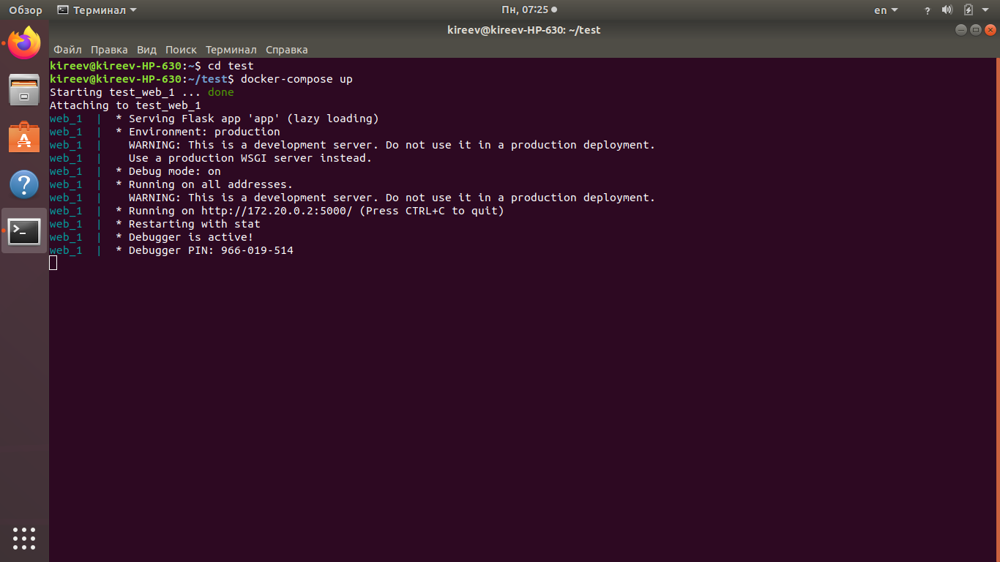 Обзор Терминал Пн, 07:25 en ?
kireev@kireev-HP-630: ~/test
Файл Правка Вид Поиск Терминал Справка
kireev@kireev-HP-630:~$ cd test
kireev@kireev-HP-630:~/test$ docker-compose up
Starting test_web_1 ... done
Attaching to test_web_1
web_1  |  * Serving Flask app 'app' (lazy loading)
web_1  |  * Environment: production
web_1  |    WARNING: This is a development server. Do not use it in a production deployment.
web_1  |    Use a production WSGI server instead.
web_1  |  * Debug mode: on
web_1  |  * Running on all addresses.
web_1  |    WARNING: This is a development server. Do not use it in a production deployment.
web_1  |  * Running on http://172.20.0.2:5000/ (Press CTRL+C to quit)
web_1  |  * Restarting with stat
web_1  |  * Debugger is active!
web_1  |  * Debugger PIN: 966-019-514